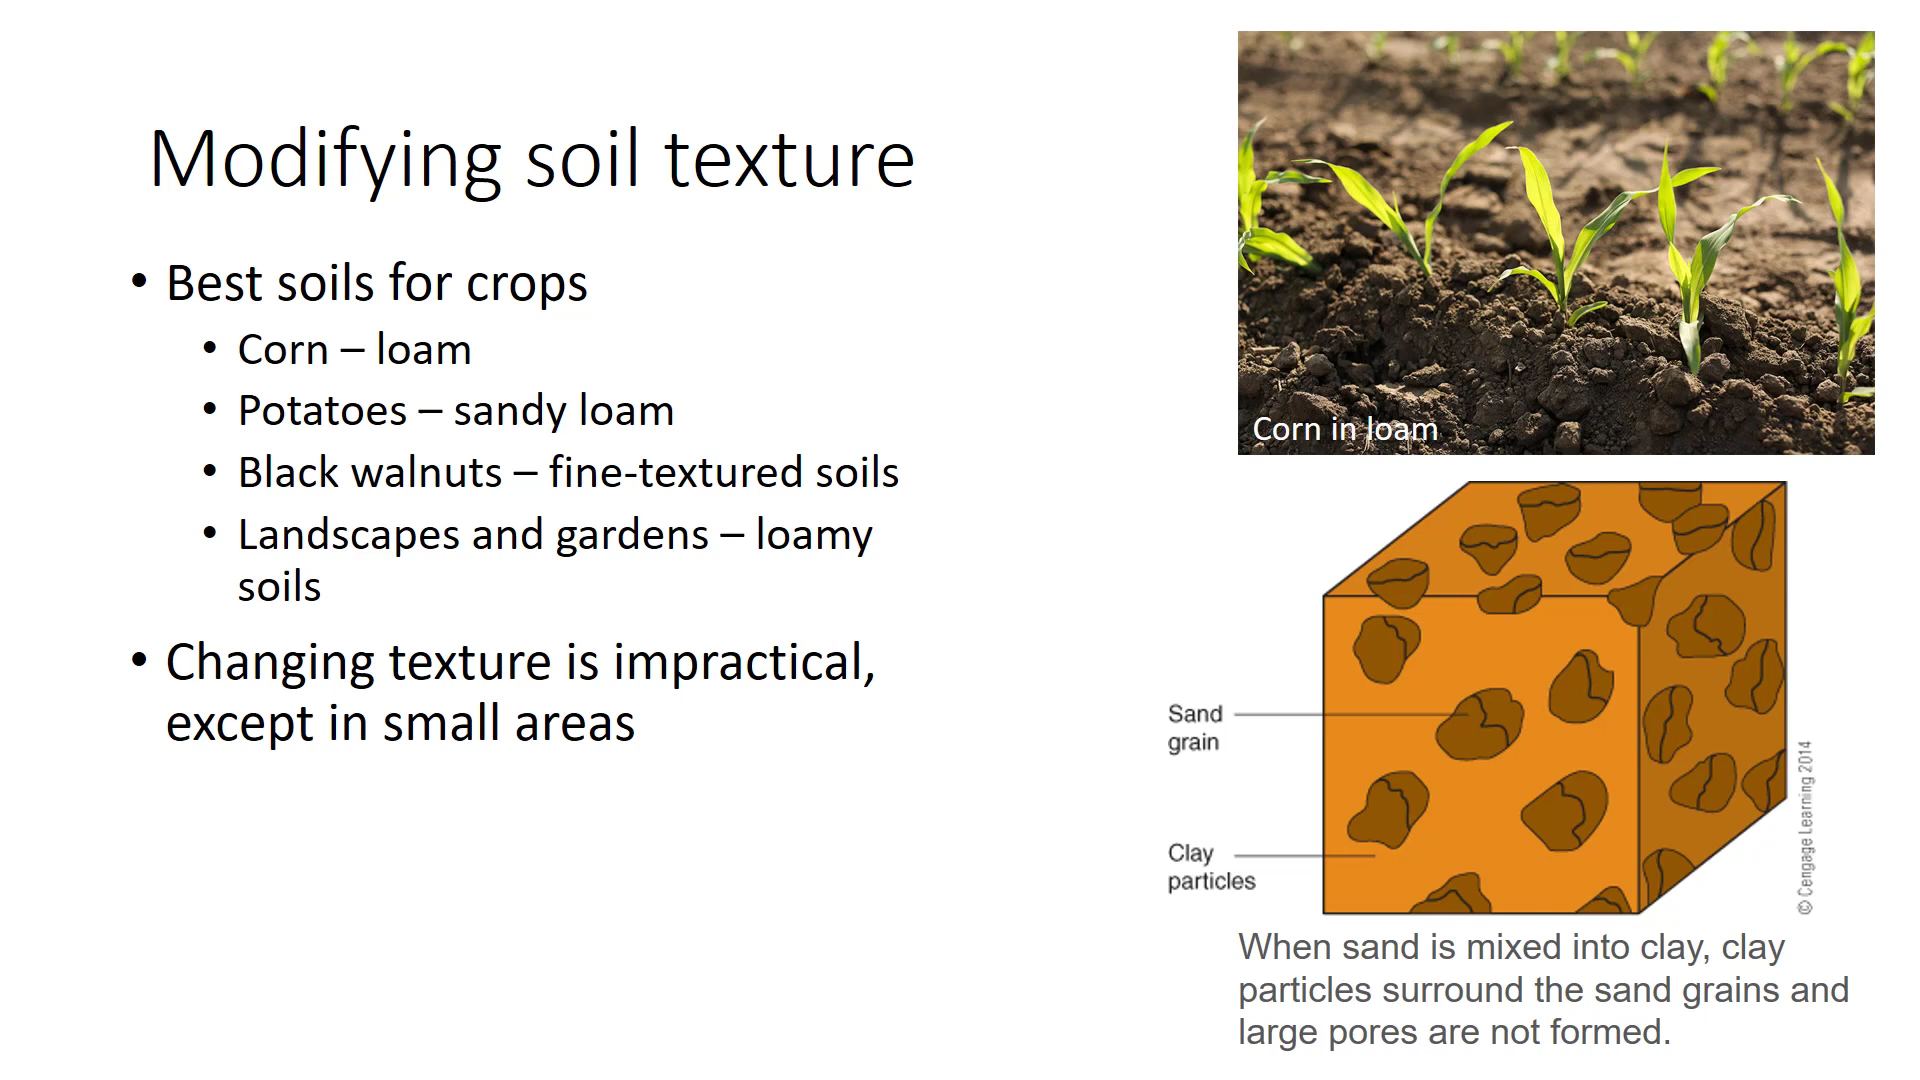 Modifying soil texture
• Best soils for crops
• Corn – loam
• Potatoes – sandy loam
• Black walnuts – fine-textured soils
• Landscapes and gardens – loamy
soils
• Changing texture is impractical,
except in small areas
Corn in loam
Sand
grain
Clay
particles
© Cengage Learning 2014
When sand is mixed into clay, clay
particles surround the sand grains and
large pores are not formed.